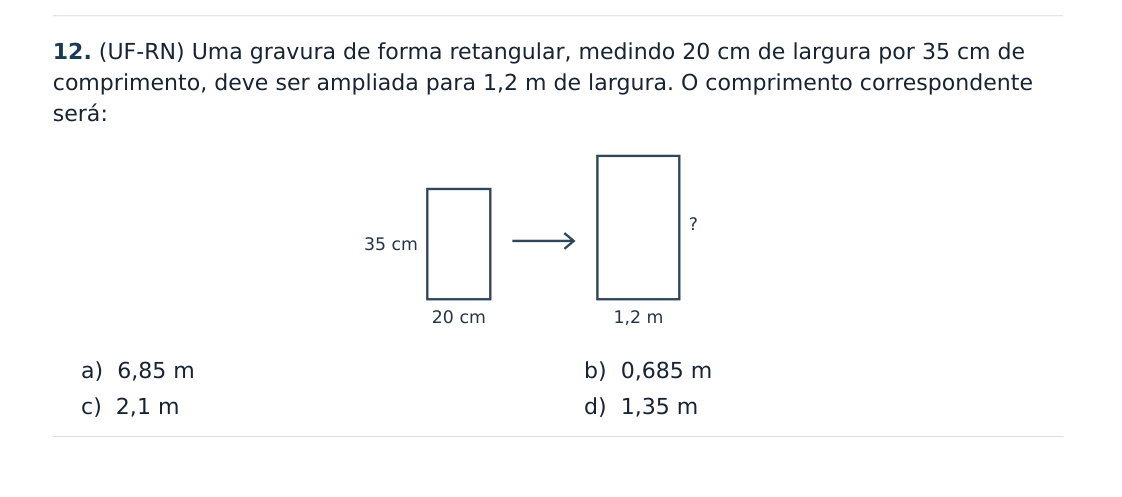 12. (UF-RN) Uma gravura de forma retangular, medindo 20 cm de largura por 35 cm de
comprimento, deve ser ampliada para 1,2 m de largura. O comprimento correspondente
será:
35 cm
20 cm
?
1,2 m
a) 6,85 m
b) 0,685 m
c) 2,1 m
d) 1,35 m